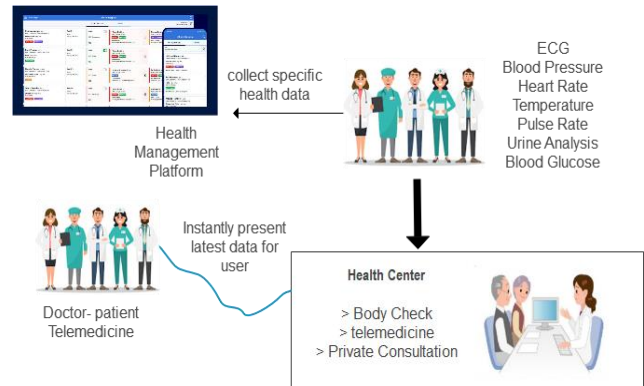 collect specific
health data
Health
Management
Platform
ECG
Blood Pressure
Heart Rate
Temperature
Pulse Rate
Urine Analysis
Blood Glucose
Instantly present
latest data for
user
Doctor- patient
Telemedicine
Health Center
> Body Check
> telemedicine
> Private Consultation